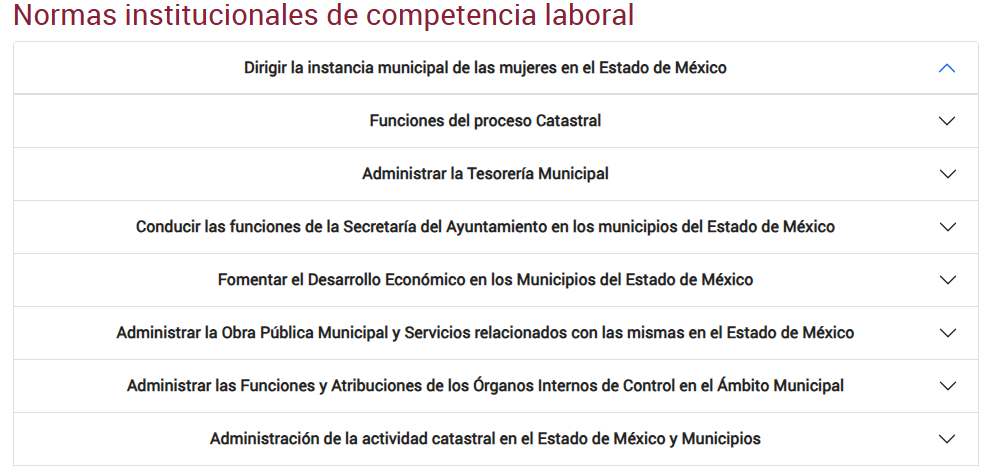 Normas institucionales de competencia laboral
Dirigir la instancia municipal de las mujeres en el Estado de México
Funciones del proceso Catastral
Administrar la Tesorería Municipal
Conducir las funciones de la Secretaría del Ayuntamiento en los municipios del Estado de México
Fomentar el Desarrollo Económico en los Municipios del Estado de México
Administrar la Obra Pública Municipal y Servicios relacionados con las mismas en el Estado de México
Administrar las Funciones y Atribuciones de los Órganos Internos de Control en el Ámbito Municipal
Administración de la actividad catastral en el Estado de México y Municipios